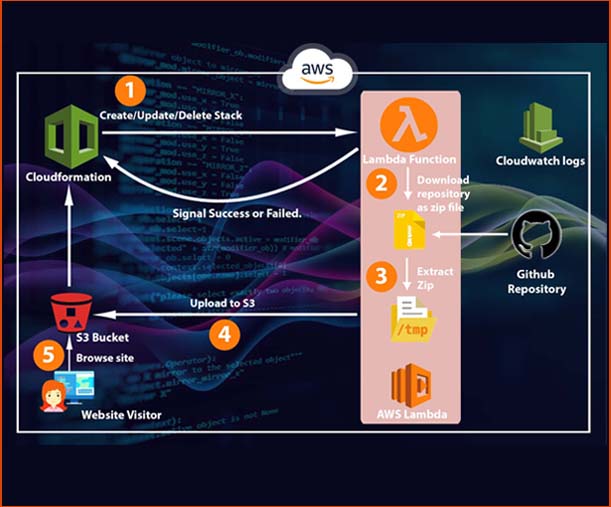 aws
1
Create/Update/Delete Stack
Cloudformation
Lambda Function
Cloudwatch logs
2
Download
repository
as zip file
Signal Success or Failed.
ZIP
3
Extract
Zip
Github
Repository
Upload to S3
4
/tmp
S3 Bucket
5
Browse site
Website Visitor
AWS Lambda